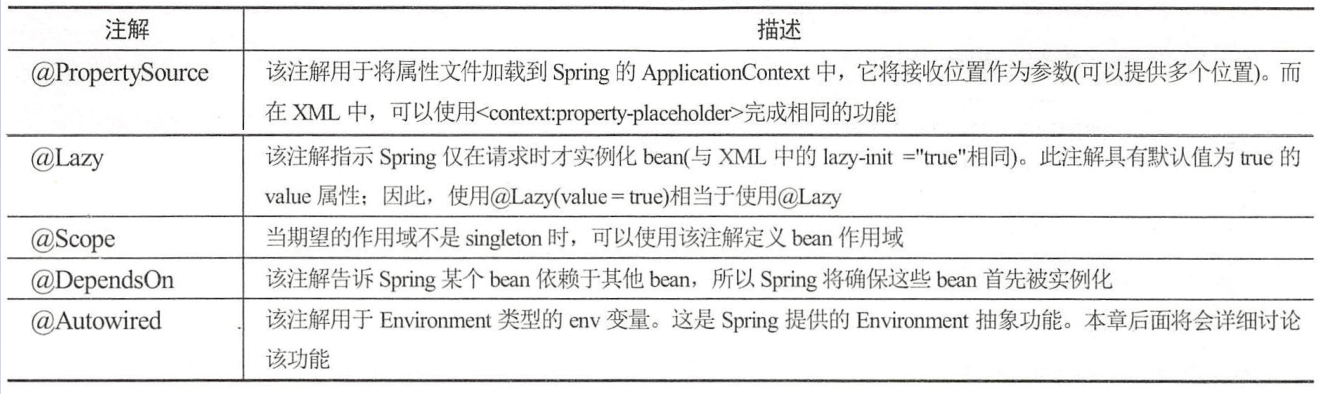 注解 描述
@PropertySource 该注解用于将属性文件加载到 Spring 的 ApplicationContext 中，它将接收位置作为参数(可以提供多个位置)。而
在 XML 中，可以使用<context:property-placeholder>完成相同的功能
@Lazy 该注解指示 Spring 仅在请求时才实例化 bean(与 XML 中的 lazy-init ="true"相同)。此注解具有默认值为 true 的
value 属性；因此，使用@Lazy(value = true)相当于使用@Lazy
@Scope 当期望的作用域不是 singleton 时，可以使用该注解定义 bean 作用域
@DependsOn 该注解告诉 Spring 某个 bean 依赖于其他 bean，所以 Spring 将确保这些 bean 首先被实例化
@Autowired 该注解用于 Environment 类型的 env 变量。这是 Spring 提供的 Environment 抽象功能。本章后面将会详细讨论
该功能